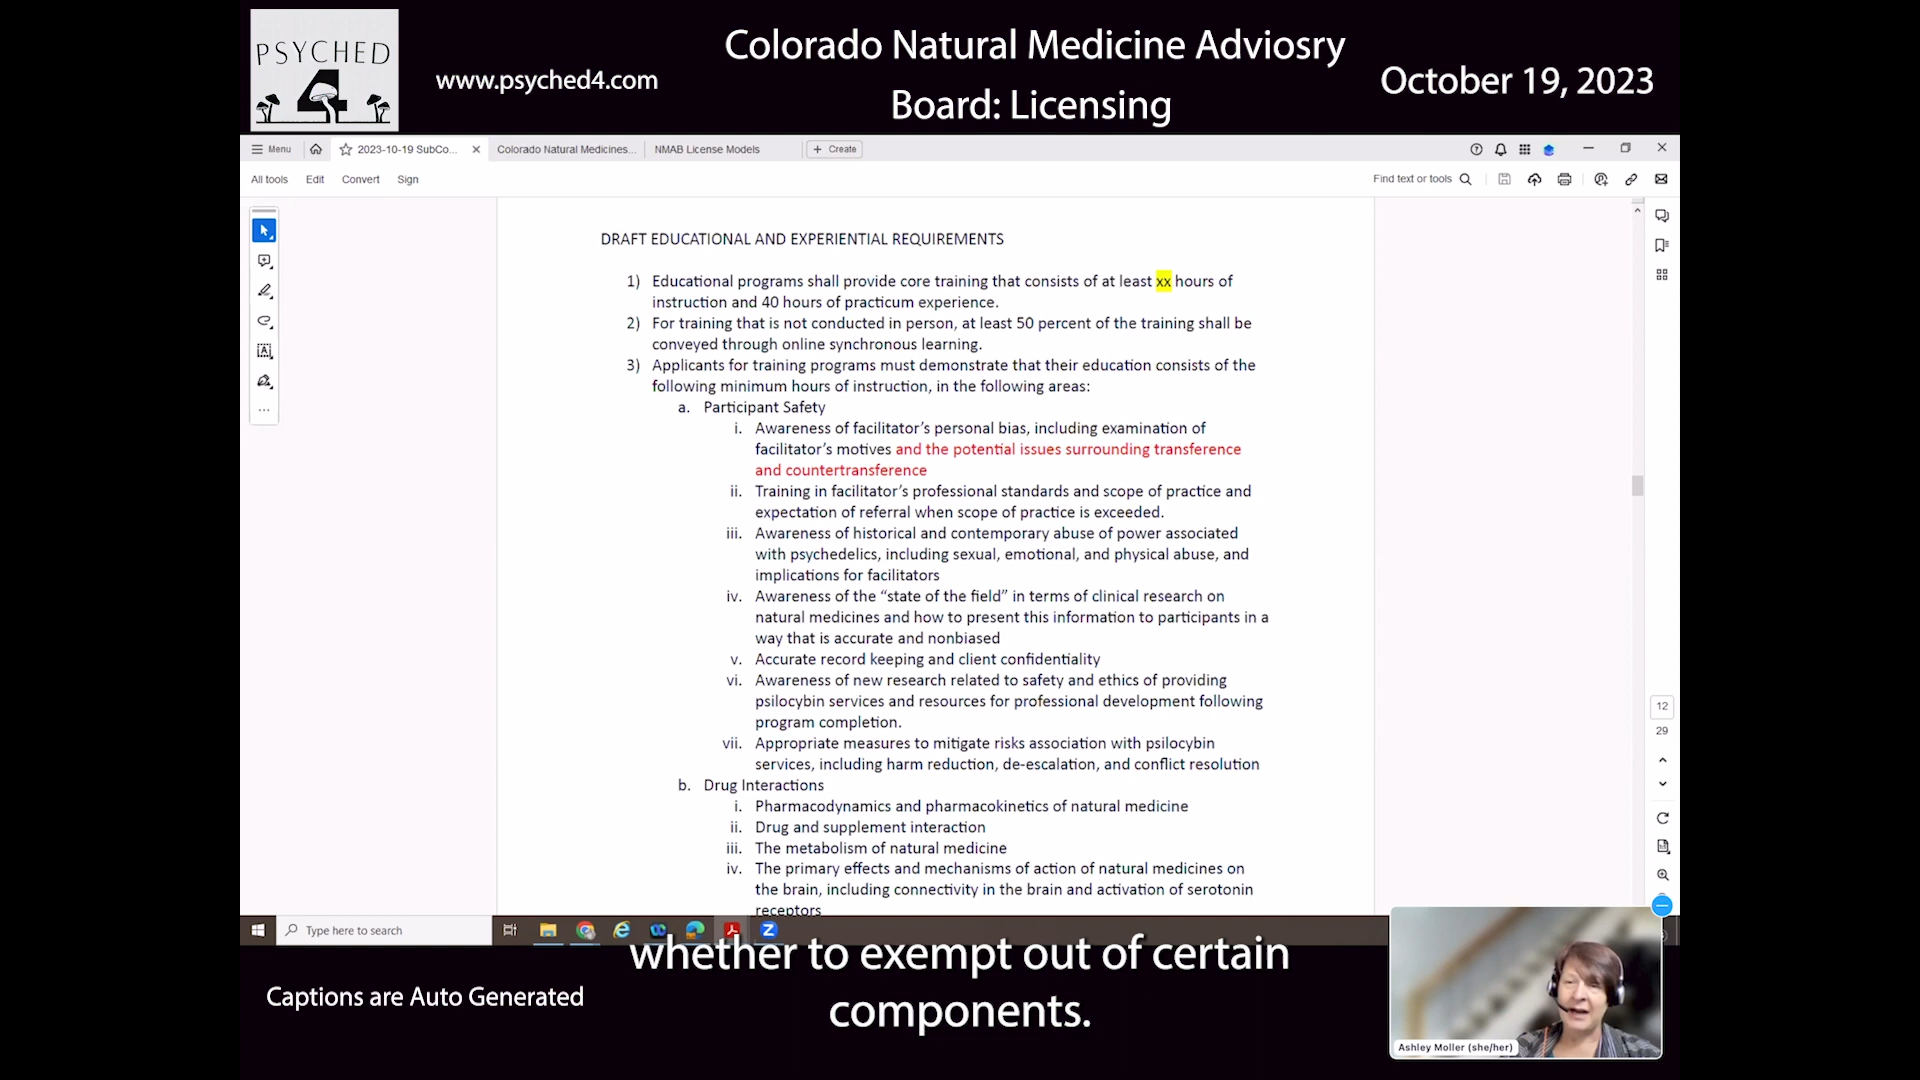 PSYCHED
4
www.psyched4.com
Colorado Natural Medicine Adviosry
Board: Licensing
October 19, 2023
Menu
2023-10-19 SubCo...
Colorado Natural Medicines...
NMAB License Models
+ Create
All tools
Edit
Convert
Sign
Find text or tools
DRAFT EDUCATIONAL AND EXPERIENTIAL REQUIREMENTS
1) Educational programs shall provide core training that consists of at least xx hours of
instruction and 40 hours of practicum experience.
2) For training that is not conducted in person, at least 50 percent of the training shall be
conveyed through online synchronous learning.
3) Applicants for training programs must demonstrate that their education consists of the
following minimum hours of instruction, in the following areas:
a. Participant Safety
i. Awareness of facilitator's personal bias, including examination of
facilitator's motives and the potential issues surrounding transference
and countertransference
ii. Training in facilitator's professional standards and scope of practice and
expectation of referral when scope of practice is exceeded.
iii. Awareness of historical and contemporary abuse of power associated
with psychedelics, including sexual, emotional, and physical abuse, and
implications for facilitators
iv. Awareness of the “state of the field” in terms of clinical research on
natural medicines and how to present this information to participants in a
way that is accurate and nonbiased
v. Accurate record keeping and client confidentiality
vi. Awareness of new research related to safety and ethics of providing
psilocybin services and resources for professional development following
program completion.
vii. Appropriate measures to mitigate risks association with psilocybin
services, including harm reduction, de-escalation, and conflict resolution
b. Drug Interactions
i. Pharmacodynamics and pharmacokinetics of natural medicine
ii. Drug and supplement interaction
iii. The metabolism of natural medicine
iv. The primary effects and mechanisms of action of natural medicines on
the brain, including connectivity in the brain and activation of serotonin
receptors
12
29
Type here to search
whether to exempt out of certain
components.
Captions are Auto Generated
Ashley Moller (she/her)